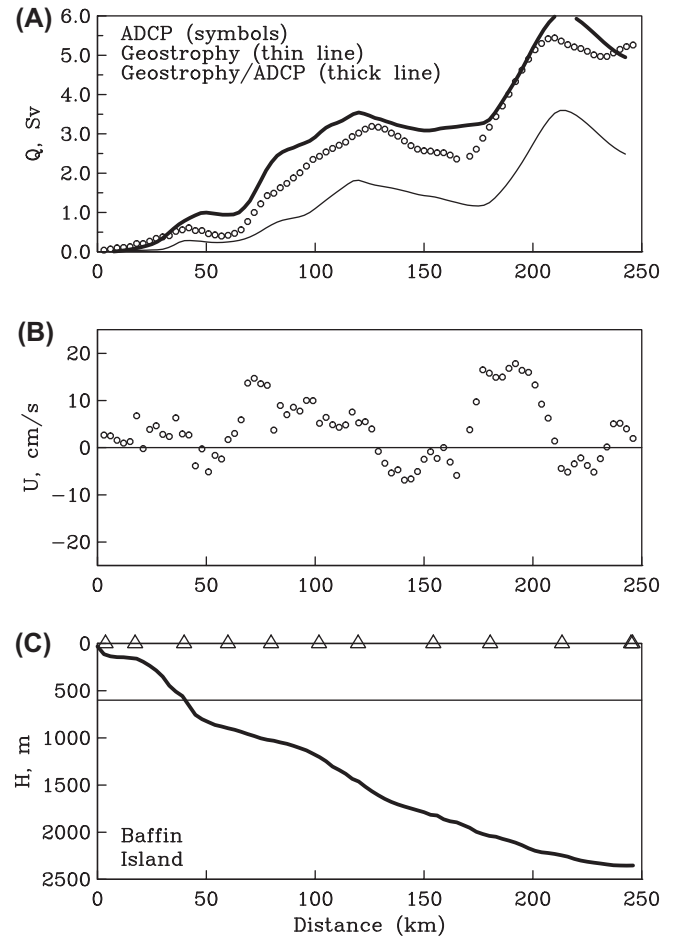 (A)
ADCP (symbols)
Geostrophy (thin line)
Geostrophy/ADCP (thick line)
Q, Sv
6.0
5.0
4.0
3.0
2.0
1.0
0.0
0 50 100 150 200 250
(B)
U, cm/s
20
10
0
−10
−20
0 50 100 150 200 250
(C)
H, m
0
500
1000
1500
2000
2500
Baffin
Island
0 50 100 150 200 250
Distance (km)